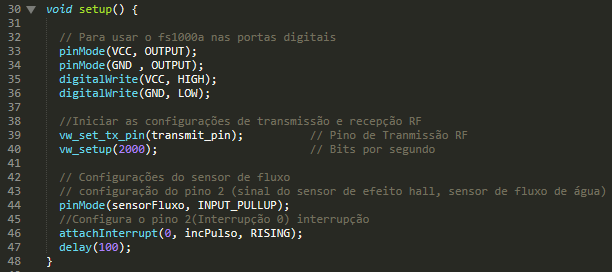 30 void setup() {
31
32 // Para usar o fs1000a nas portas digitais
33 pinMode(VCC, OUTPUT);
34 pinMode(GND , OUTPUT);
35 digitalWrite(VCC, HIGH);
36 digitalWrite(GND, LOW);
37
38 //Iniciar as configurações de transmissão e recepção RF
39 vw_set_tx_pin(transmit_pin); // Pino de Tranmissão RF
40 vw_setup(2000); // Bits por segundo
41
42 // Configurações do sensor de fluxo
43 // configuração do pino 2 (sinal do sensor de efeito hall, sensor de fluxo de água)
44 pinMode(sensorFluxo, INPUT_PULLUP);
45 //Configura o pino 2(Interrupção 0) interrupção
46 attachInterrupt(0, incPulso, RISING);
47 delay(100);
48 }